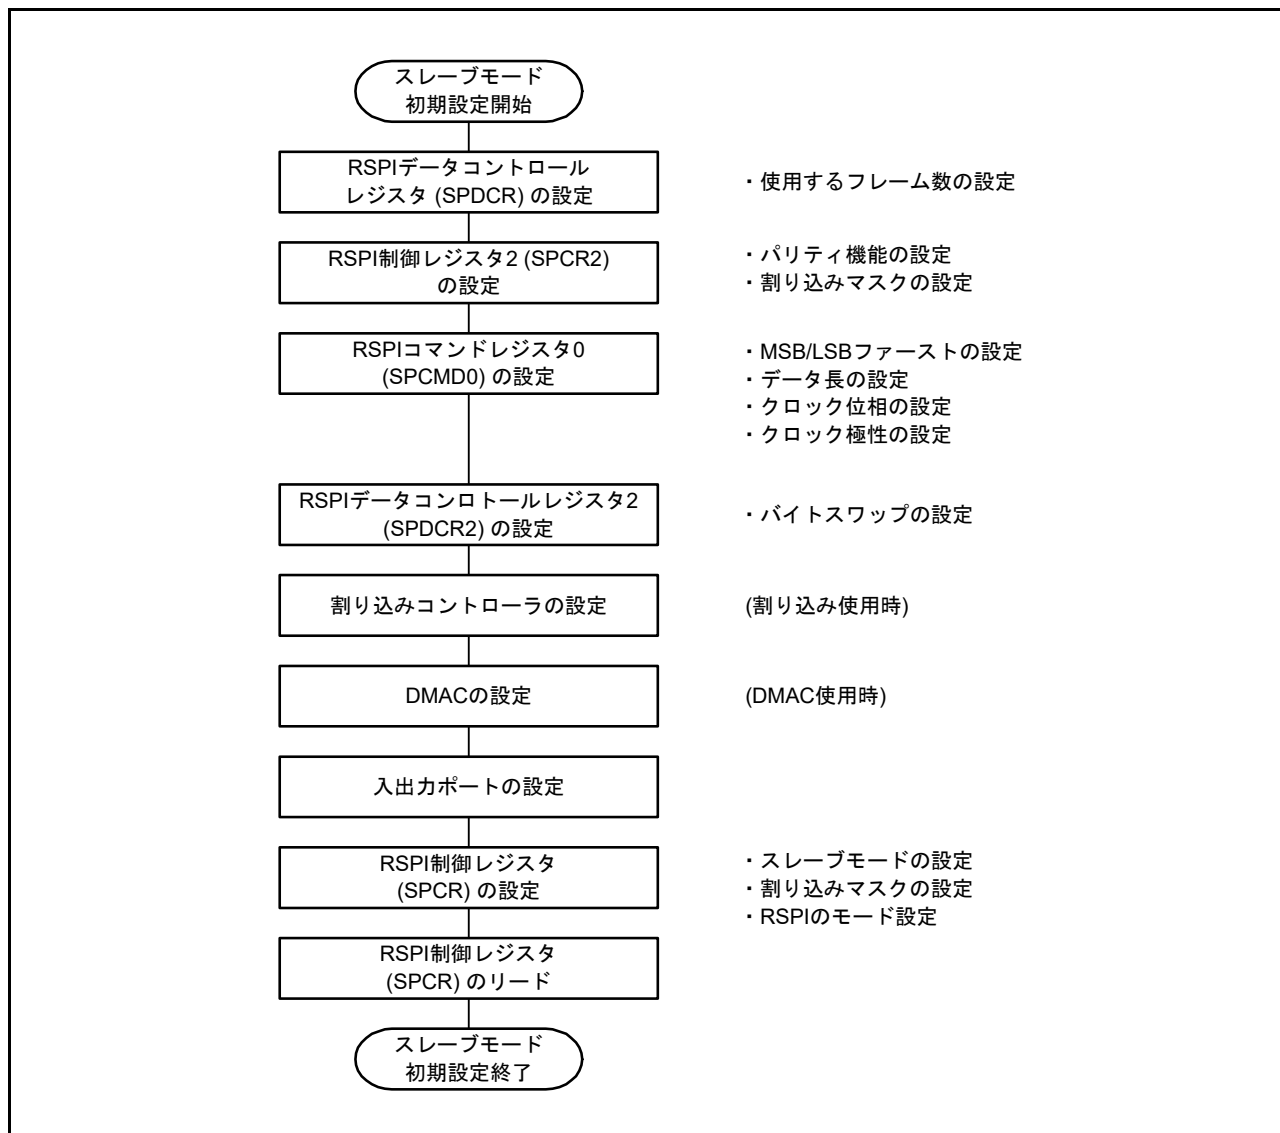 スレーブモード
初期設定開始
RSPIデータコントロール
レジスタ (SPDCR) の設定
・使用するフレーム数の設定
RSPI制御レジスタ2 (SPCR2)
の設定
・パリティ機能の設定
・割り込みマスクの設定
RSPIコマンドレジスタ0
(SPCMD0) の設定
・MSB/LSBファーストの設定
・データ長の設定
・クロック位相の設定
・クロック極性の設定
RSPIデータコンロトールレジスタ2
(SPDCR2) の設定
・バイトスワップの設定
割り込みコントローラの設定
(割り込み使用時)
DMACの設定
(DMAC使用時)
入出力ポートの設定
RSPI制御レジスタ
(SPCR) の設定
・スレーブモードの設定
・割り込みマスクの設定
・RSPIのモード設定
RSPI制御レジスタ
(SPCR) のリード
スレーブモード
初期設定終了